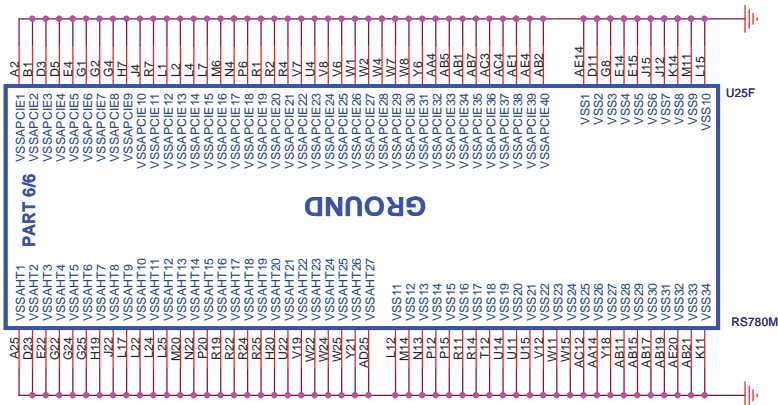 A2
B1
D3
D5
E4
G1
G2
G4
H7
J4
R7
L1
L2
L4
L7
M6
N4
P6
R1
R2
R4
V7
U4
V8
V6
W1
W2
W4
W7
W8
Y6
AA4
AB5
AB1
AB7
AC3
AC4
AE1
AE4
AB2
AE14
D11
G8
E14
E15
J15
J12
K14
M11
L15
U25F
VSSAPCIE1
VSSAPCIE2
VSSAPCIE3
VSSAPCIE4
VSSAPCIE5
VSSAPCIE6
VSSAPCIE7
VSSAPCIE8
VSSAPCIE9
VSSAPCIE10
VSSAPCIE11
VSSAPCIE12
VSSAPCIE13
VSSAPCIE14
VSSAPCIE15
VSSAPCIE16
VSSAPCIE17
VSSAPCIE18
VSSAPCIE19
VSSAPCIE20
VSSAPCIE21
VSSAPCIE22
VSSAPCIE23
VSSAPCIE24
VSSAPCIE25
VSSAPCIE26
VSSAPCIE27
VSSAPCIE28
VSSAPCIE29
VSSAPCIE30
VSSAPCIE31
VSSAPCIE32
VSSAPCIE33
VSSAPCIE34
VSSAPCIE35
VSSAPCIE36
VSSAPCIE37
VSSAPCIE38
VSSAPCIE39
VSSAPCIE40
VSS1
VSS2
VSS3
VSS4
VSS5
VSS6
VSS7
VSS8
VSS9
VSS10
PART 6/6
GROUND
VSSAHT1
VSSAHT2
VSSAHT3
VSSAHT4
VSSAHT5
VSSAHT6
VSSAHT7
VSSAHT8
VSSAHT9
VSSAHT10
VSSAHT11
VSSAHT12
VSSAHT13
VSSAHT14
VSSAHT15
VSSAHT16
VSSAHT17
VSSAHT18
VSSAHT19
VSSAHT20
VSSAHT21
VSSAHT22
VSSAHT23
VSSAHT24
VSSAHT25
VSSAHT26
VSSAHT27
VSS11
VSS12
VSS13
VSS14
VSS15
VSS16
VSS17
VSS18
VSS19
VSS20
VSS21
VSS22
VSS23
VSS24
VSS25
VSS26
VSS27
VSS28
VSS29
VSS30
VSS31
VSS32
VSS33
VSS34
RS780M
A25
D23
E22
G22
G24
G25
H19
J22
L17
L22
L24
L25
M20
N22
P20
R19
R22
R24
R25
H20
U22
V19
W22
W24
W25
Y21
AD25
L12
M14
N13
P12
P15
R11
R14
T12
U14
U11
U15
V12
W11
W15
AC12
AA14
Y18
AB11
AB15
AB17
AB19
AE20
AB21
K11